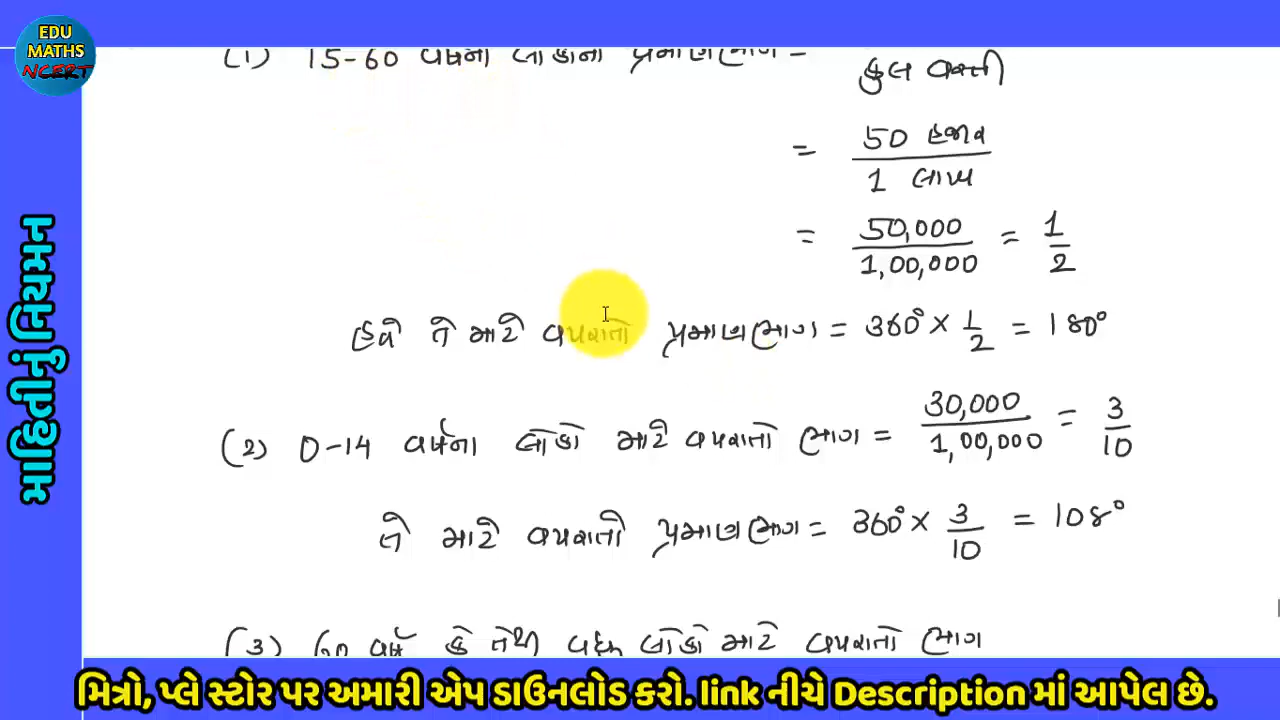 EDU
MATHS
NCERT
માહિતીનું નિયમન
(1) 15-60 વર્ષના લોકોના પ્રમાણભાગ =
કુલ વસ્તી
= 50 હજાર / 1 લાખ
= 50,000 / 1,00,000 = 1/2
હવે તે માટે વપરાતો પ્રમાણભાગ = 360° × 1/2 = 180°
(2) 0-14 વર્ષના લોકો માટે વપરાતો ભાગ = 30,000 / 1,00,000 = 3/10
તે માટે વપરાતો પ્રમાણભાગ = 360° × 3/10 = 108°
(3) 60 વર્ષ કે તેથી વધુ લોકો માટે વપરાતો ભાગ
મિત્રો, પ્લે સ્ટોર પર અમારી એપ ડાઉનલોડ કરો. link નીચે Description માં આપેલ છે.